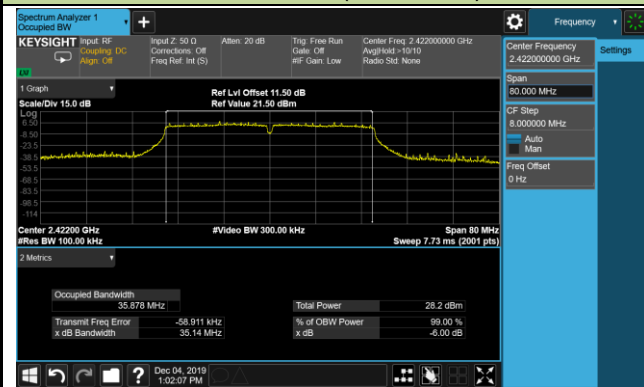 Spectrum Analyzer 1
Occupied BW
Frequency
KEYSIGHT
Input: RF
Coupling: DC
Align: Off
Input Z: 50 Ω
Corrections: Off
Freq Ref: Int (S)
Atten: 20 dB
Trig: Free Run
Gate: Off
#IF Gain: Low
Center Freq: 2.422000000 GHz
Avg|Hold:>10/10
Radio Std: None
Center Frequency
2.422000000 GHz
Settings
Span
80.000 MHz
CF Step
8.000000 MHz
Auto
Man
Freq Offset
0 Hz
1 Graph
Scale/Div 15.0 dB
Ref Lvl Offset 11.50 dB
Ref Value 21.50 dBm
Log
6.50
-8.50
-23.5
-38.5
-53.5
-68.5
-83.5
-98.5
-114
Center 2.42200 GHz
#Video BW 300.00 kHz
Span 80 MHz
#Res BW 100.00 kHz
Sweep 7.73 ms (2001 pts)
2 Metrics
Occupied Bandwidth
35.878 MHz
Total Power
28.2 dBm
Transmit Freq Error
-58.911 kHz
% of OBW Power
99.00 %
x dB Bandwidth
35.14 MHz
x dB
-6.00 dB
Dec 04, 2019
1:02:07 PM